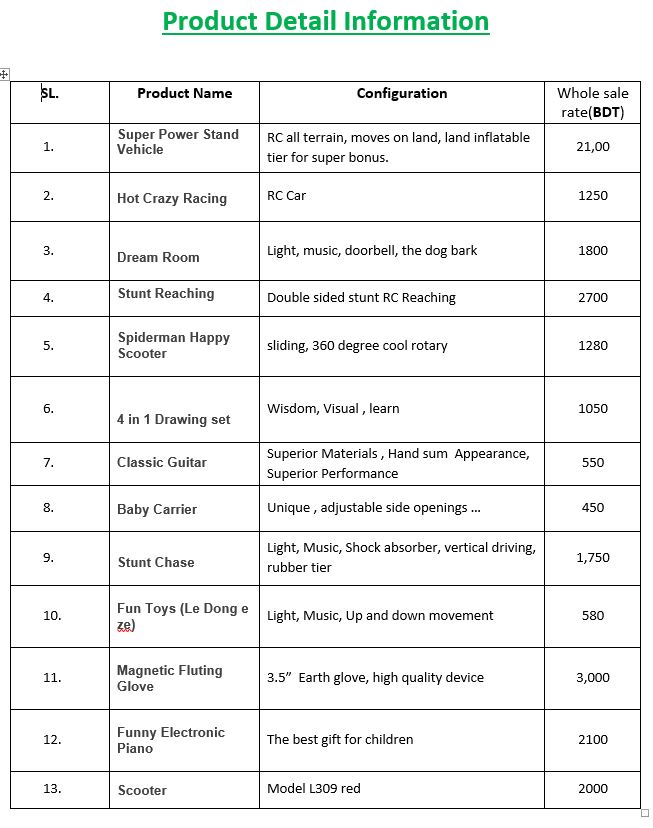 Product Detail Information
SL.
Product Name
Configuration
Whole sale
rate(BDT)
1.
Super Power Stand
Vehicle
RC all terrain, moves on land, land inflatable
tier for super bonus.
21,00
2.
Hot Crazy Racing
RC Car
1250
3.
Dream Room
Light, music, doorbell, the dog bark
1800
4.
Stunt Reaching
Double sided stunt RC Reaching
2700
5.
Spiderman Happy
Scooter
sliding, 360 degree cool rotary
1280
6.
4 in 1 Drawing set
Wisdom, Visual , learn
1050
7.
Classic Guitar
Superior Materials , Hand sum  Appearance,
Superior Performance
550
8.
Baby Carrier
Unique , adjustable side openings ...
450
9.
Stunt Chase
Light, Music, Shock absorber, vertical driving,
rubber tier
1,750
10.
Fun Toys (Le Dong e
ze)
Light, Music, Up and down movement
580
11.
Magnetic Fluting
Glove
3.5”  Earth glove, high quality device
3,000
12.
Funny Electronic
Piano
The best gift for children
2100
13.
Scooter
Model L309 red
2000